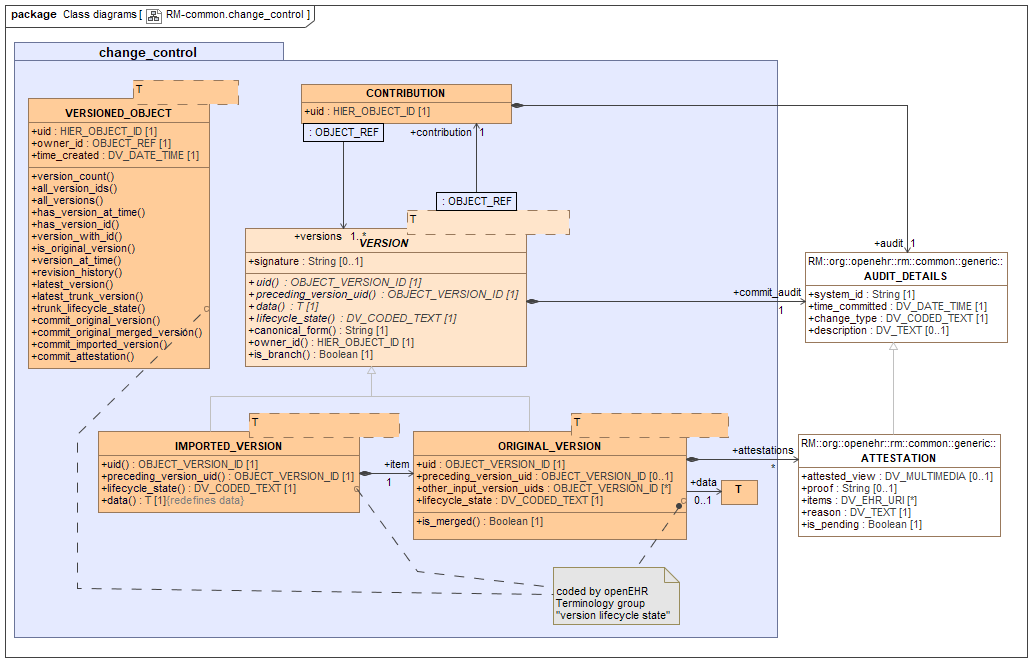 package Class diagrams [ RM-common.change_control ]
change_control
T
VERSIONED_OBJECT
+uid : HIER_OBJECT_ID [1]
+owner_id : OBJECT_REF [1]
+time_created : DV_DATE_TIME [1]
+version_count()
+all_version_ids()
+all_versions()
+has_version_at_time()
+has_version_id()
+version_with_id()
+is_original_version()
+version_at_time()
+revision_history()
+latest_version()
+latest_trunk_version()
+trunk_lifecycle_state()
+commit_original_version()
+commit_original_merged_version()
+commit_imported_version()
+commit_attestation()
CONTRIBUTION
+uid : HIER_OBJECT_ID [1]
: OBJECT_REF
+contribution 1
: OBJECT_REF
T
+versions 1..*
VERSION
+signature : String [0..1]
+uid() : OBJECT_VERSION_ID [1]
+preceding_version_uid() : OBJECT_VERSION_ID [1]
+data() : T [1]
+lifecycle_state() : DV_CODED_TEXT [1]
+canonical_form() : String [1]
+owner_id() : HIER_OBJECT_ID [1]
+is_branch() : Boolean [1]
+audit 1
+commit_audit
1
RM::org::openehr::rm::common::generic::
AUDIT_DETAILS
+system_id : String [1]
+time_committed : DV_DATE_TIME [1]
+change_type : DV_CODED_TEXT [1]
+description : DV_TEXT [0..1]
T
IMPORTED_VERSION
+uid() : OBJECT_VERSION_ID [1]
+preceding_version_uid() : OBJECT_VERSION_ID [1]
+lifecycle_state() : DV_CODED_TEXT [1]
+data() : T [1]{redefines data}
+item
1
T
ORIGINAL_VERSION
+uid : OBJECT_VERSION_ID [1]
+preceding_version_uid : OBJECT_VERSION_ID [0..1]
+other_input_version_uids : OBJECT_VERSION_ID [*]
+lifecycle_state : DV_CODED_TEXT [1]
+is_merged() : Boolean [1]
+attestations
*
+data
0..1
T
RM::org::openehr::rm::common::generic::
ATTESTATION
+attested_view : DV_MULTIMEDIA [0..1]
+proof : String [0..1]
+items : DV_EHR_URI [*]
+reason : DV_TEXT [1]
+is_pending : Boolean [1]
coded by openEHR
Terminology group
"version lifecycle state"